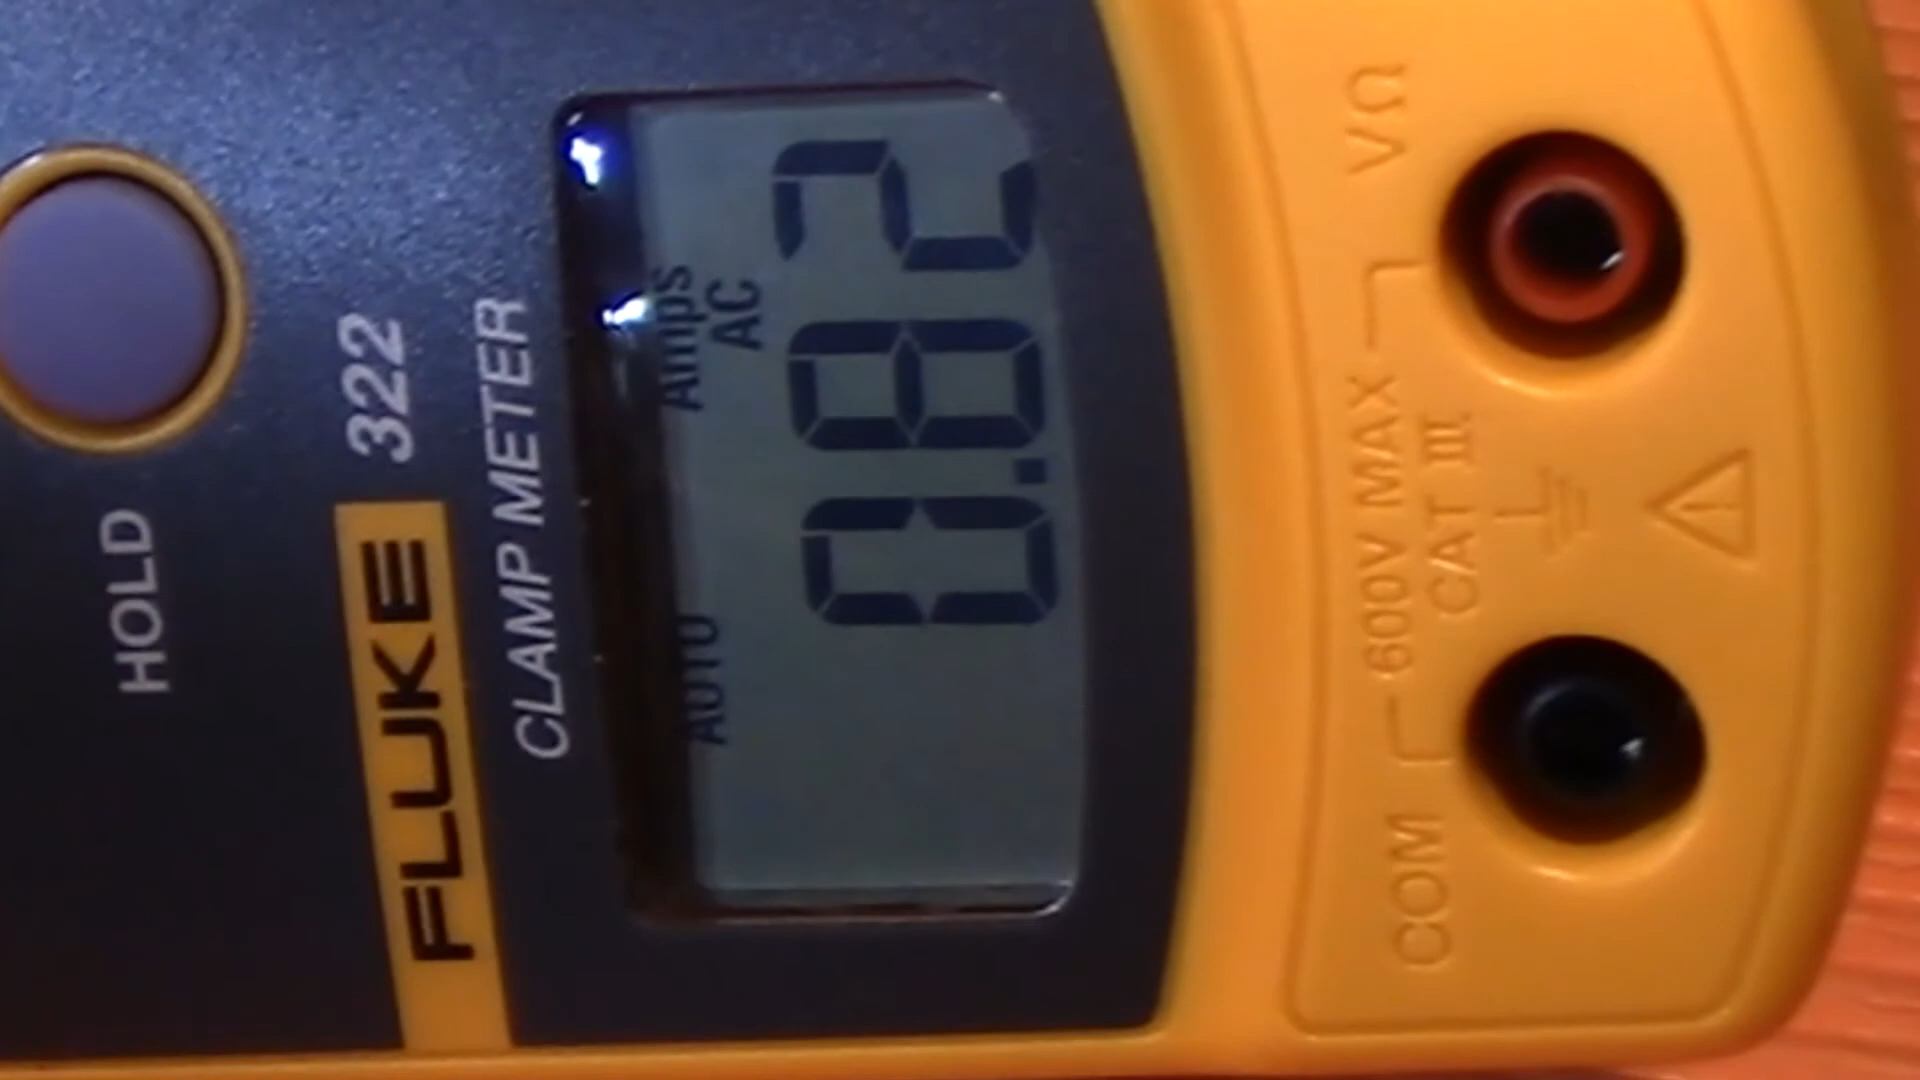 HOLD
FLUKE 322
CLAMP METER
AUTO Amps
AC
0.82
COM 600V MAX VΩ
CAT III